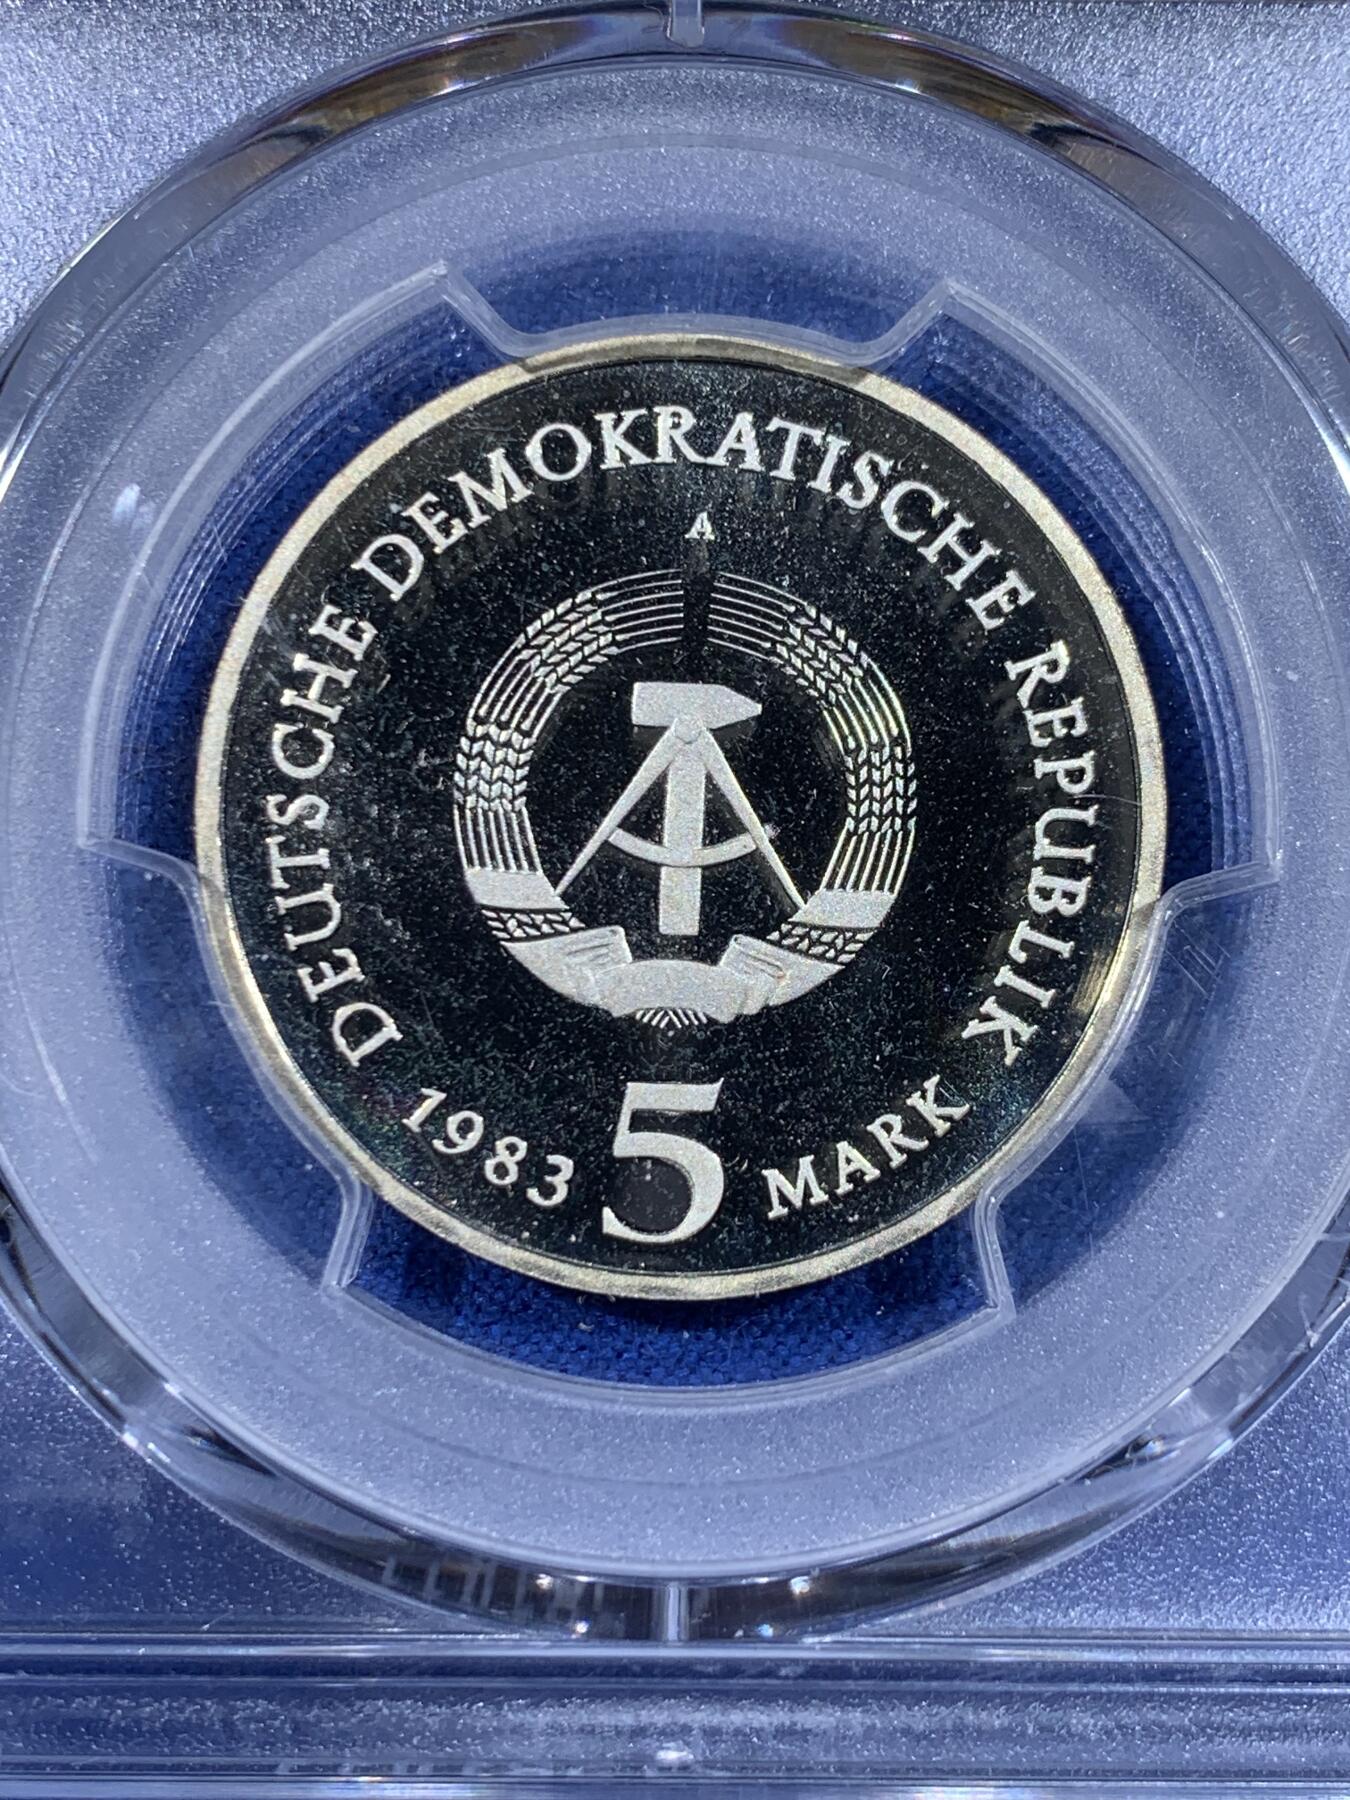 DEUTSCHE DEMOKRATISCHE REPUBLIK
A
1983 5 MARK